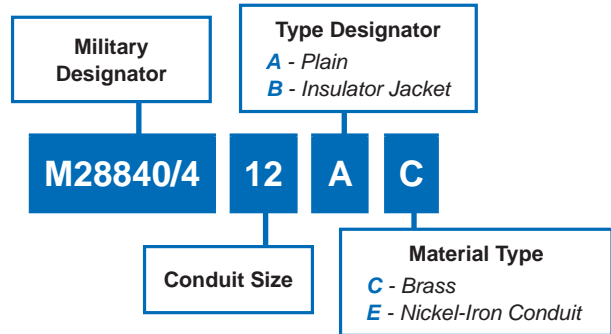 Military
Designator
Type Designator
A - Plain
B - Insulator Jacket
M28840/4 12 A C
Conduit Size
Material Type
C - Brass
E - Nickel-Iron Conduit